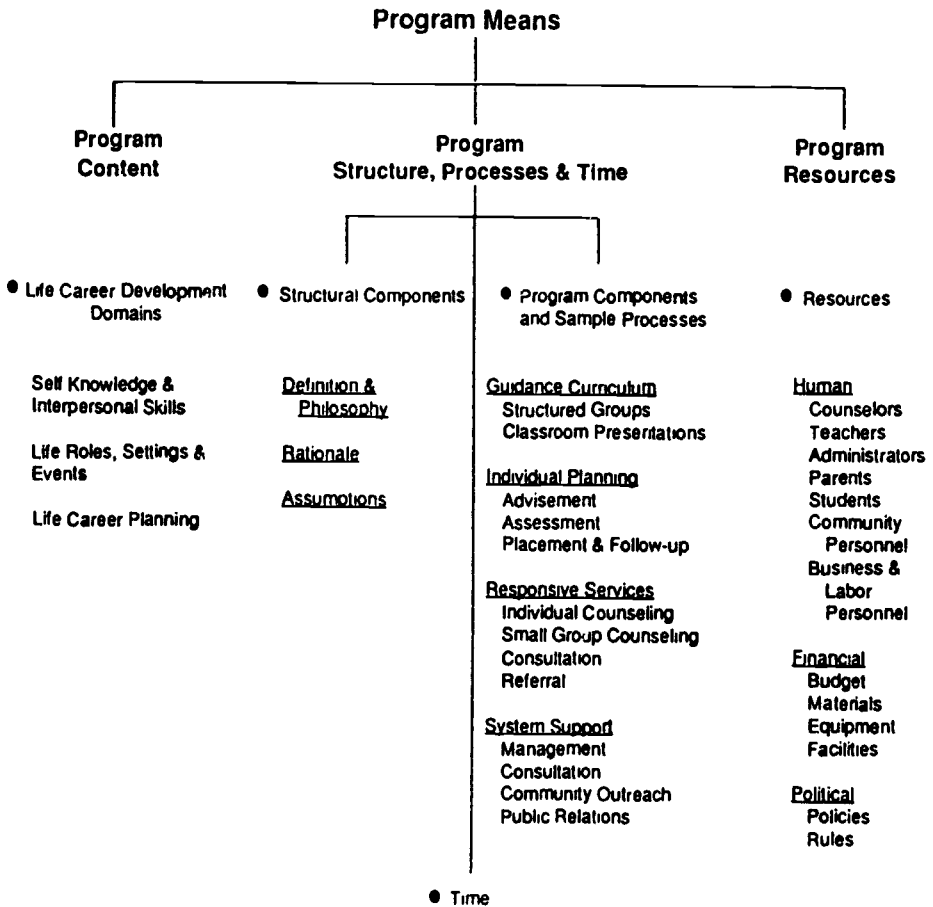 Program Means
Program
Content
Program
Structure, Processes & Time
Program
Resources
● Life Career Development
Domains
Self Knowledge &
Interpersonal Skills
Life Roles, Settings &
Events
Life Career Planning
● Structural Components
Definition &
Philosophy
Rationale
Assumptions
● Program Components
and Sample Processes
Guidance Curriculum
Structured Groups
Classroom Presentations
Individual Planning
Advisement
Assessment
Placement & Follow-up
Responsive Services
Individual Counseling
Small Group Counseling
Consultation
Referral
System Support
Management
Consultation
Community Outreach
Public Relations
● Resources
Human
Counselors
Teachers
Administrators
Parents
Students
Community
Personnel
Business &
Labor
Personnel
Financial
Budget
Materials
Equipment
Facilities
Political
Policies
Rules
● Time